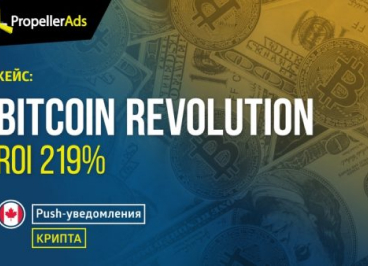 PropellerAds
КЕЙС:
BITCOIN REVOLUTION
ROI 219%
Push-уведомления
КРИПТА